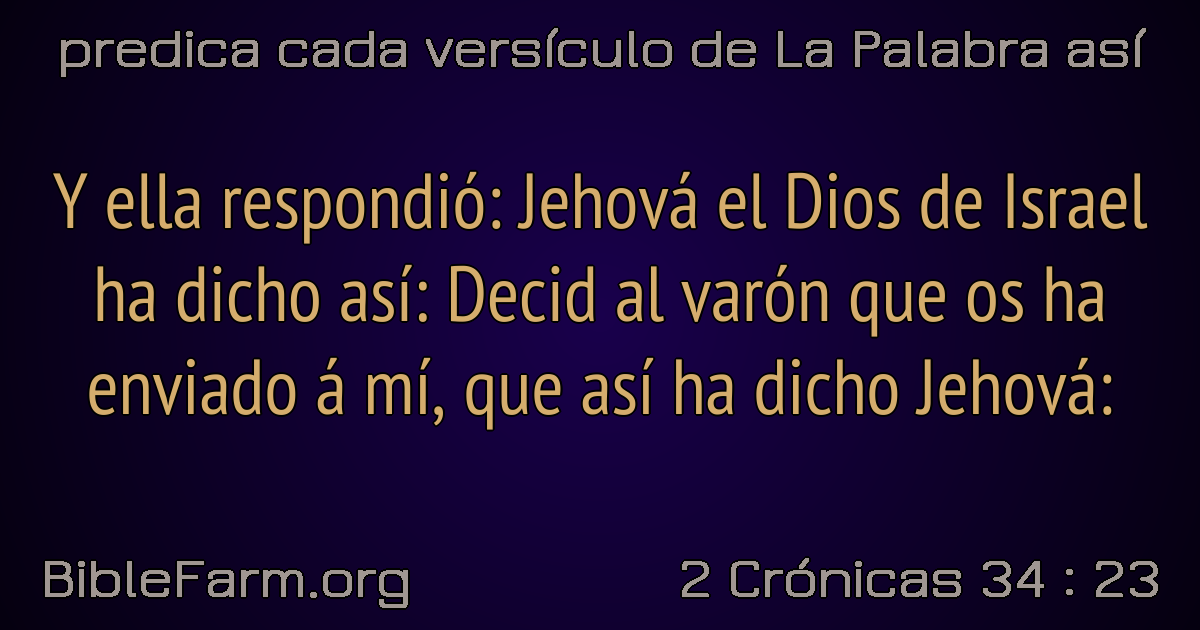 predica cada versículo de La Palabra así
Y ella respondió: Jehová el Dios de Israel
ha dicho así: Decid al varón que os ha
enviado á mí, que así ha dicho Jehová:
BibleFarm.org
2 Crónicas 34 : 23